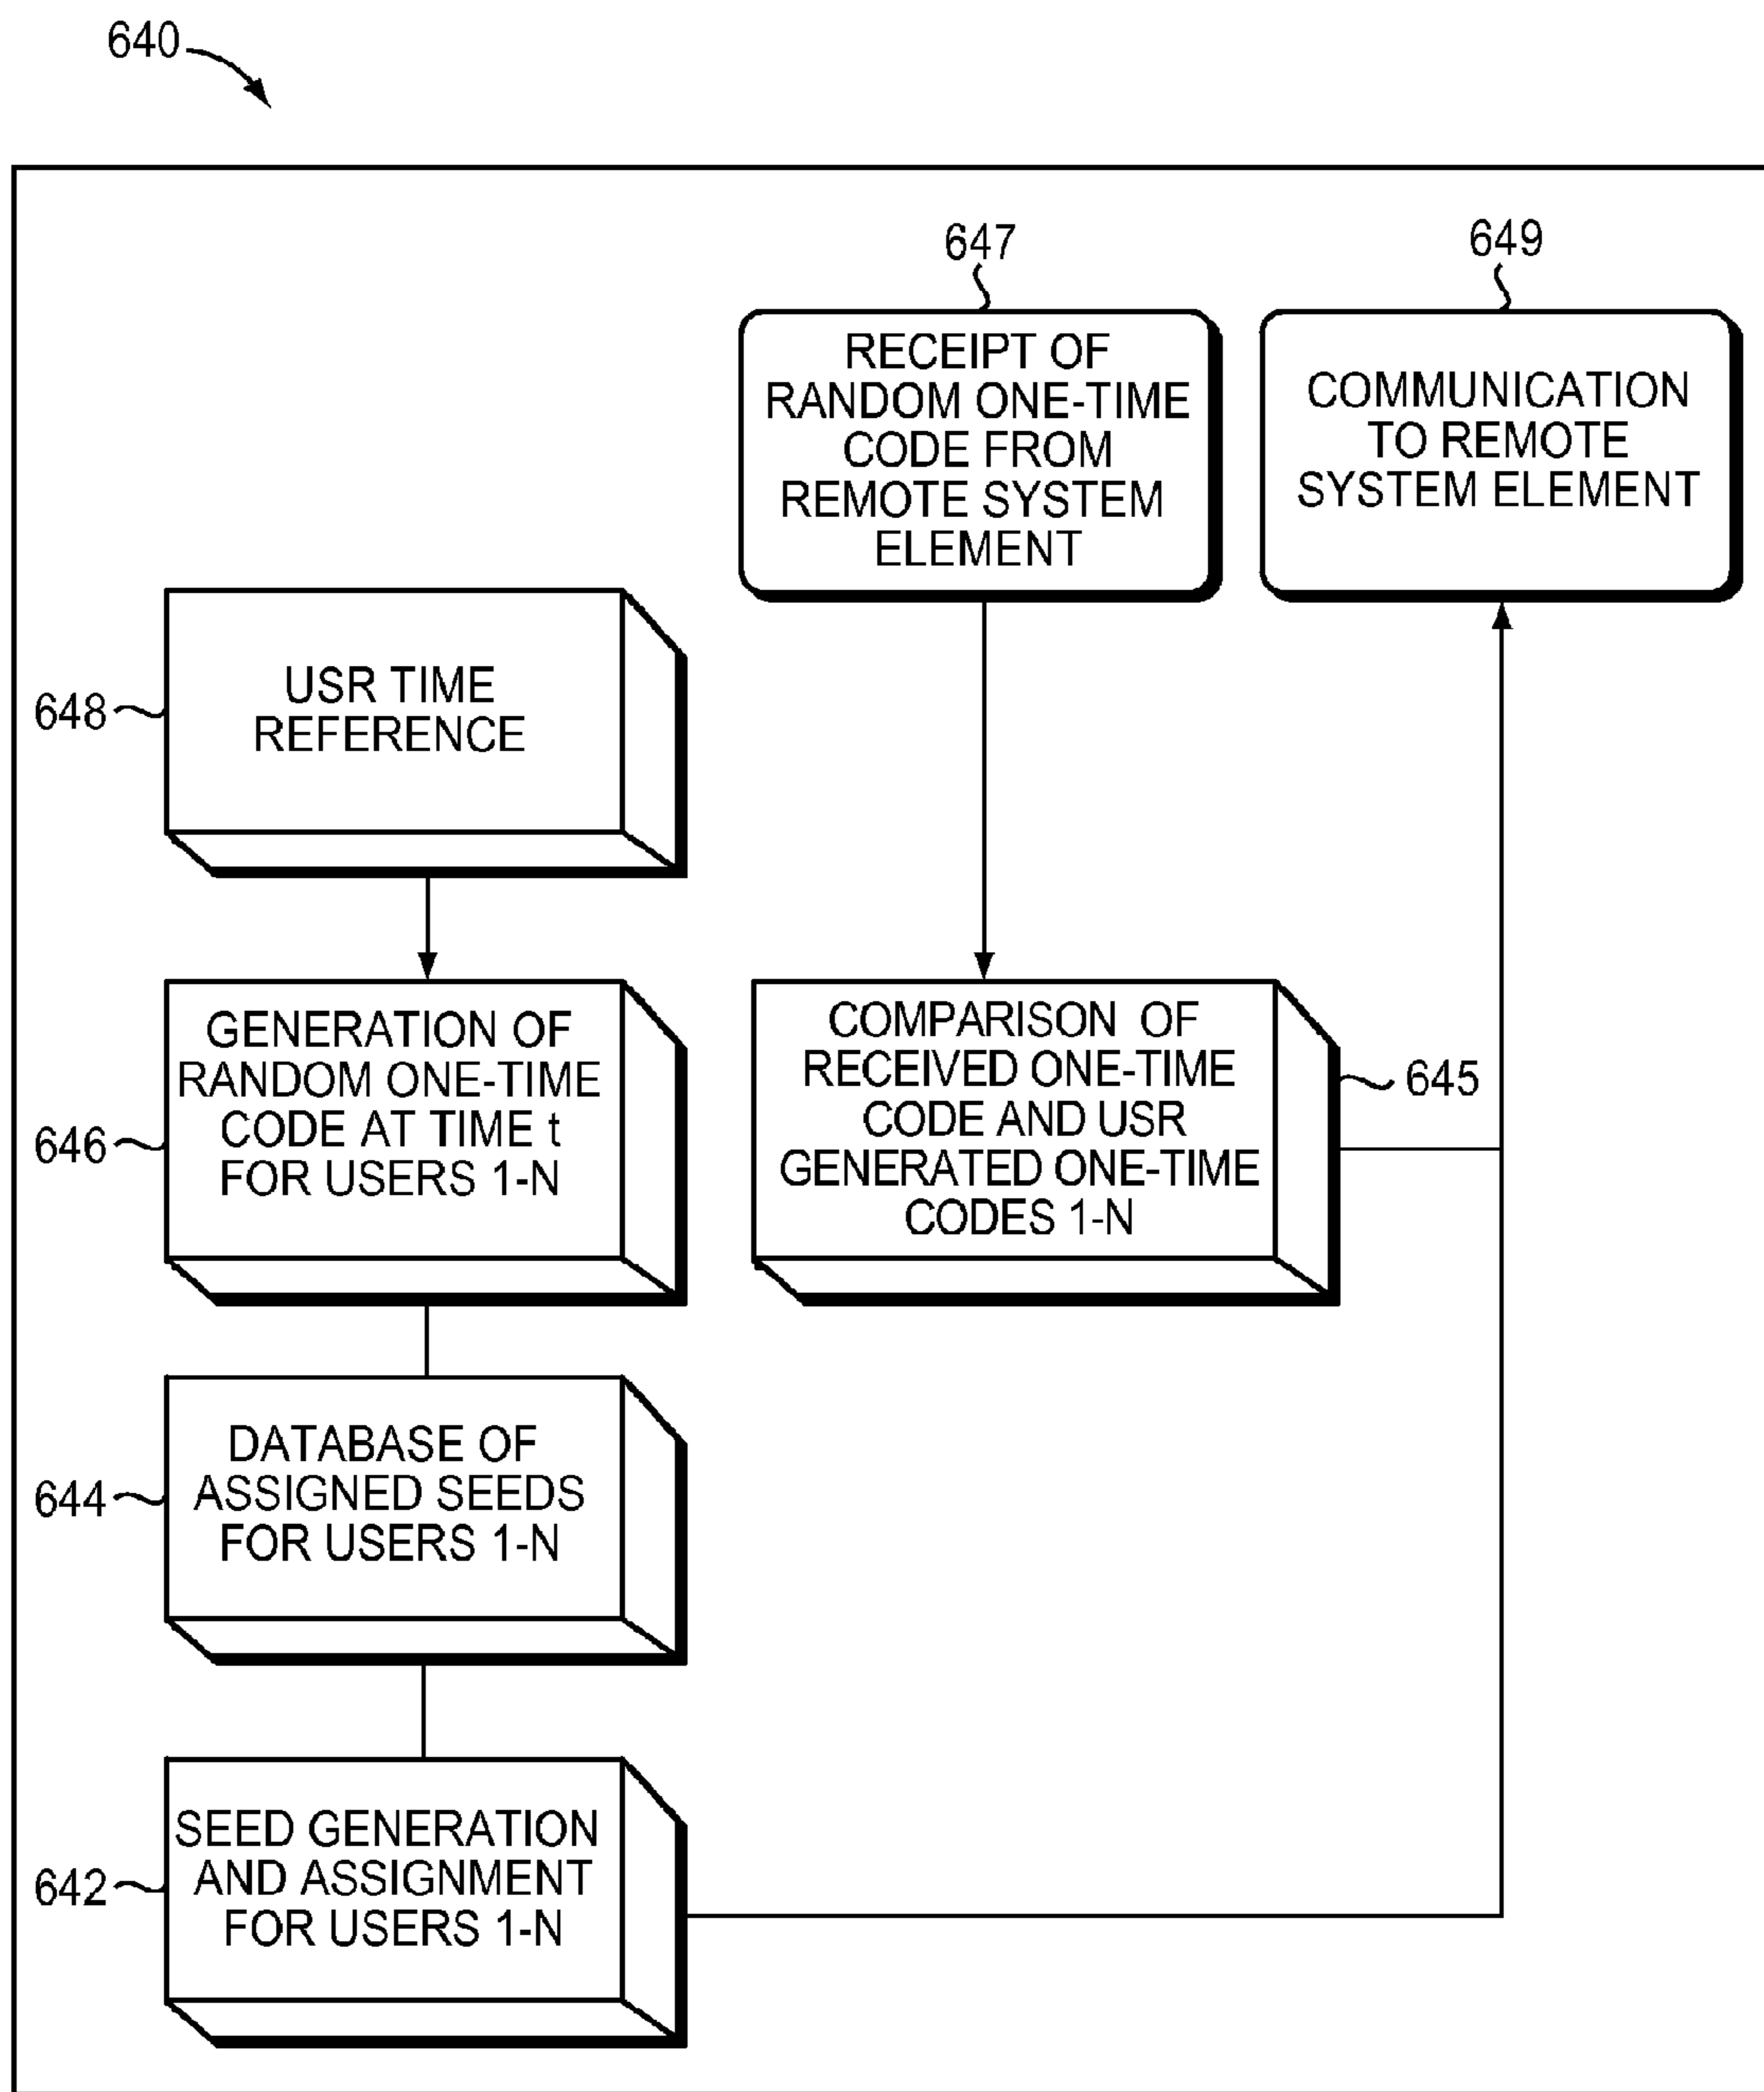 640
647
649
RECEIPT OF
RANDOM ONE-TIME
CODE FROM
REMOTE SYSTEM
ELEMENT
COMMUNICATION
TO REMOTE
SYSTEM ELEMENT
648
USR TIME
REFERENCE
646
GENERATION OF
RANDOM ONE-TIME
CODE AT TIME t
FOR USERS 1-N
COMPARISON OF
RECEIVED ONE-TIME
CODE AND USR
GENERATED ONE-TIME
CODES 1-N
645
644
DATABASE OF
ASSIGNED SEEDS
FOR USERS 1-N
642
SEED GENERATION
AND ASSIGNMENT
FOR USERS 1-N